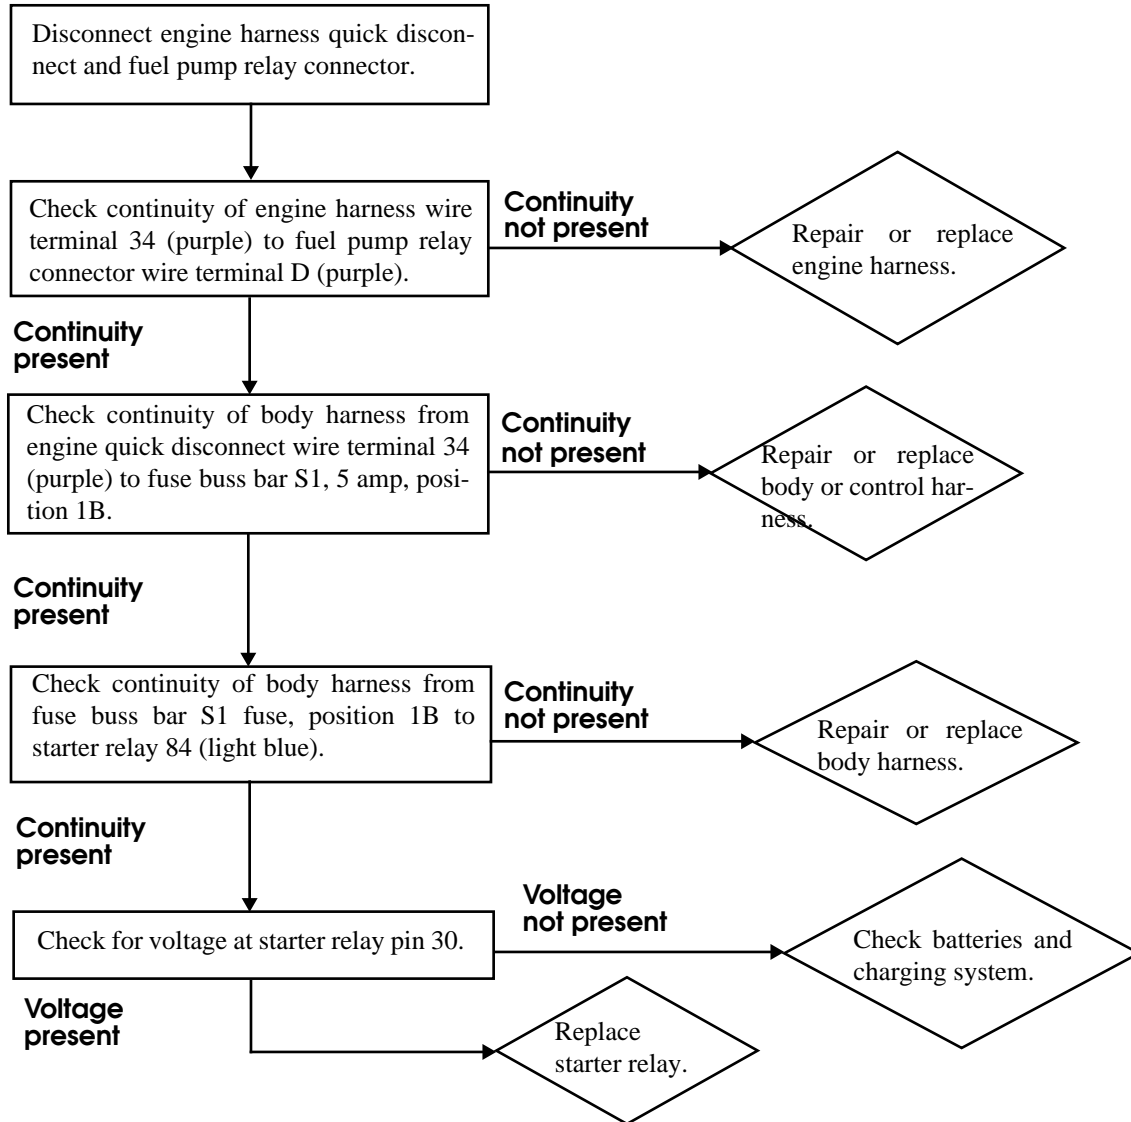 Disconnect engine harness quick discon-
nect and fuel pump relay connector.
Check continuity of engine harness wire
terminal 34 (purple) to fuel pump relay
connector wire terminal D (purple).
Continuity
not present
Repair or replace
engine harness.
Continuity
present
Check continuity of body harness from
engine quick disconnect wire terminal 34
(purple) to fuse buss bar S1, 5 amp, posi-
tion 1B.
Continuity
not present
Repair or replace
body or control har-
ness.
Continuity
present
Check continuity of body harness from
fuse buss bar S1 fuse, position 1B to
starter relay 84 (light blue).
Continuity
not present
Repair or replace
body harness.
Continuity
present
Check for voltage at starter relay pin 30.
Voltage
not present
Check batteries and
charging system.
Voltage
present
Replace
starter relay.